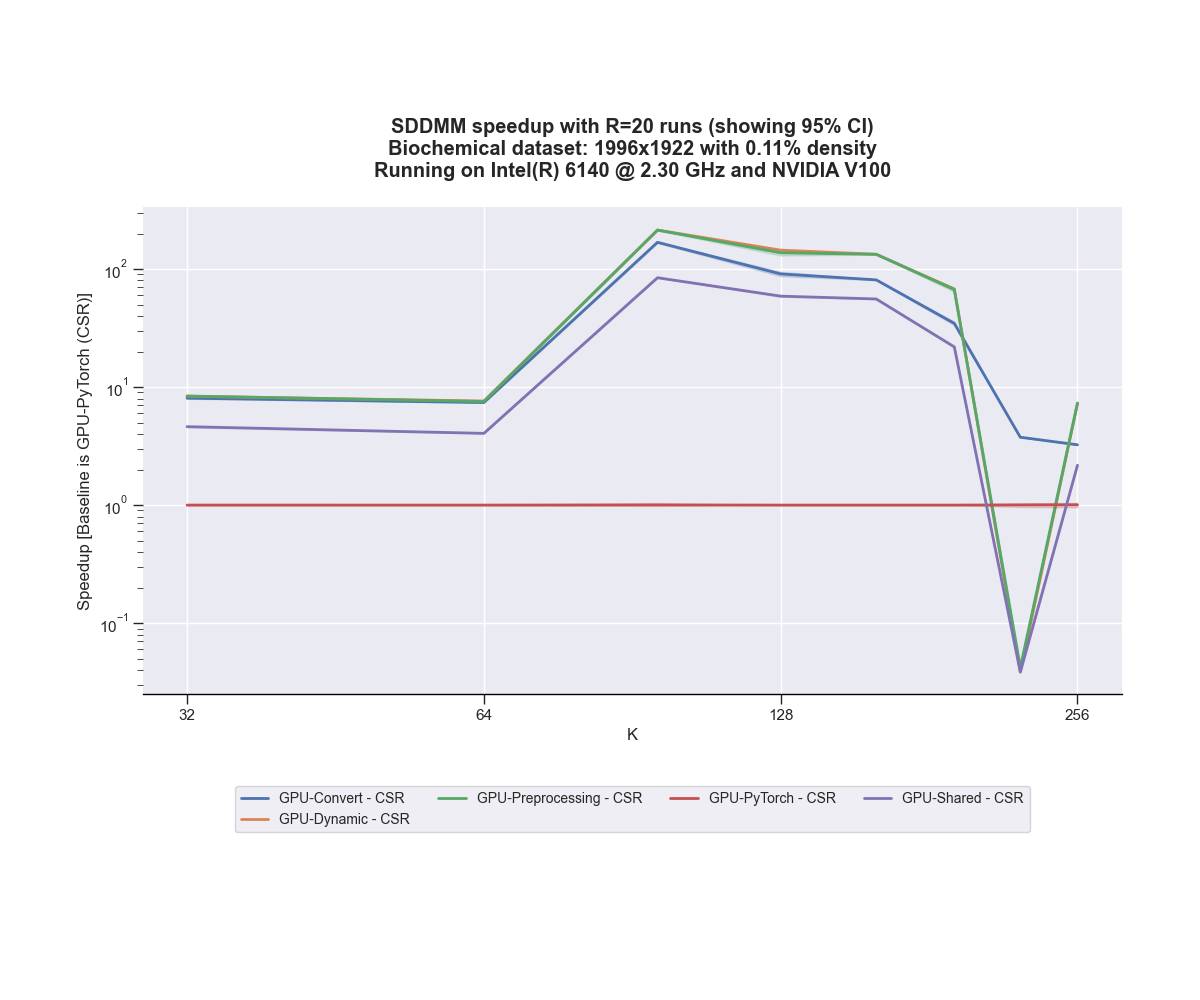 SDDMM speedup with R=20 runs (showing 95% CI)
Biochemical dataset: 1996x1922 with 0.11% density
Running on Intel(R) 6140 @ 2.30 GHz and NVIDIA V100
Speedup [Baseline is GPU-PyTorch (CSR)]
10²
10¹
10⁰
10⁻¹
32 64 128 256
K
GPU-Convert - CSR GPU-Preprocessing - CSR GPU-PyTorch - CSR GPU-Shared - CSR
GPU-Dynamic - CSR